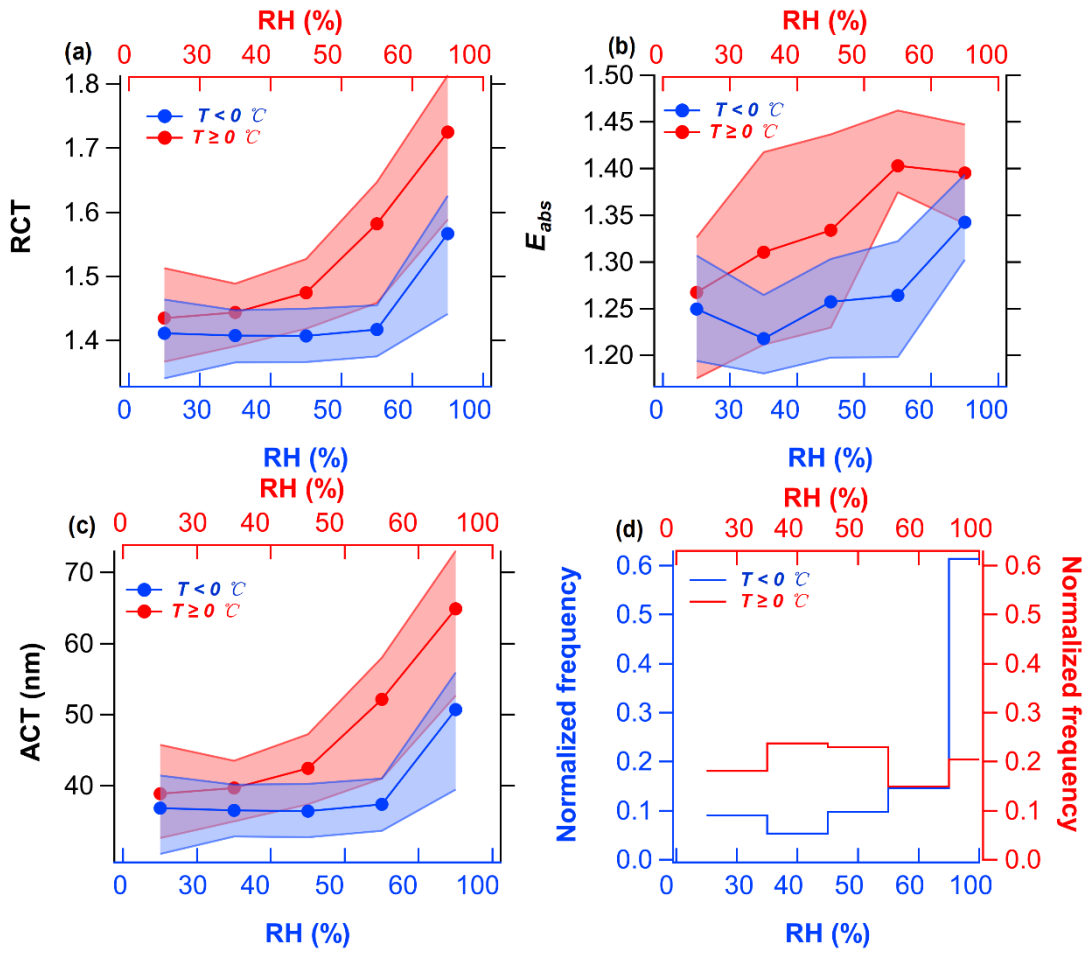 RH (%)
(a)
0 30 40 50 60 100
1.8
1.7
1.6
1.5
1.4
RCT
T < 0 ℃
T ≥ 0 ℃
0 30 40 50 60 100
RH (%)
RH (%)
(b)
0 30 40 50 60 100
1.50
1.45
1.40
1.35
1.30
1.25
1.20
Eabs
T < 0 ℃
T ≥ 0 ℃
0 30 40 50 60 100
RH (%)
RH (%)
(c)
0 30 40 50 60 100
70
60
50
40
ACT (nm)
T < 0 ℃
T ≥ 0 ℃
0 30 40 50 60 100
RH (%)
RH (%)
(d)
0 30 40 50 60 100
0.6
0.5
0.4
0.3
0.2
0.1
0.0
Normalized frequency
T < 0 ℃
T ≥ 0 ℃
0.6
0.5
0.4
0.3
0.2
0.1
0.0
Normalized frequency
0 30 40 50 60 100
RH (%)